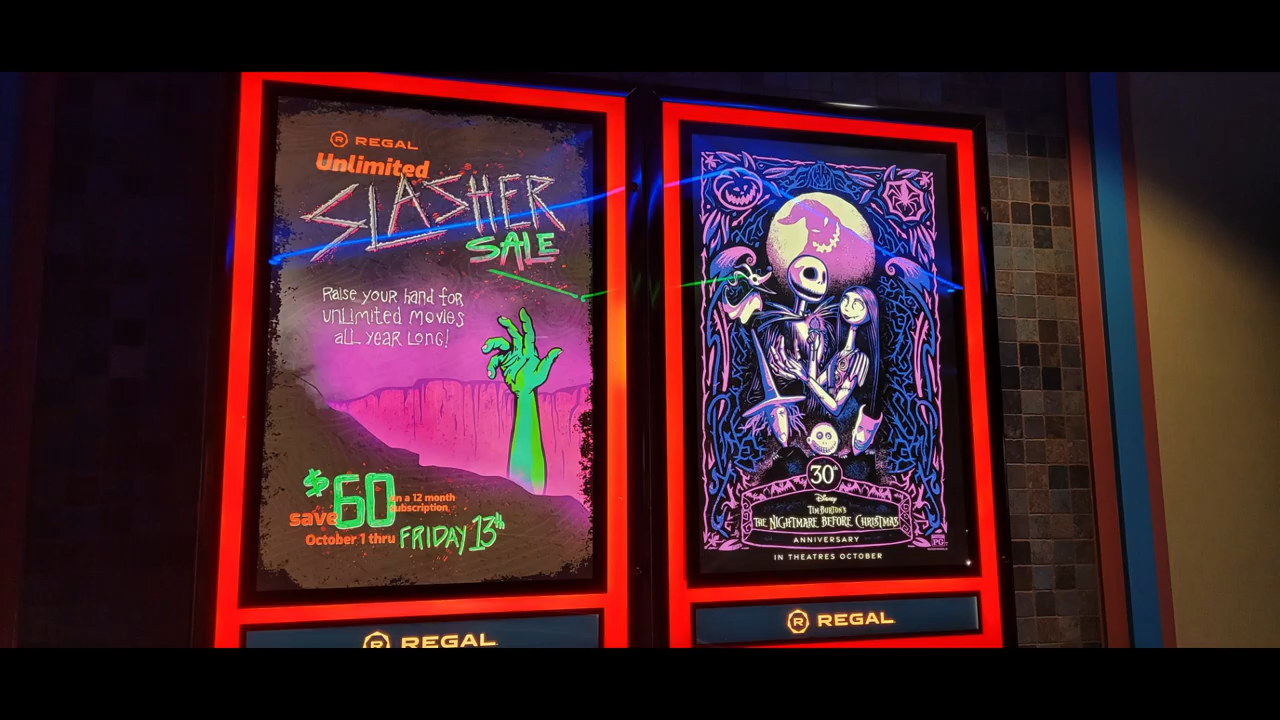 R REGAL
Unlimited
SLASHER
SALE
Raise your hand for
unlimited movies
all year long!
$60
save
on a 12 month
subscription
October 1 thru FRIDAY 13th
R REGAL
30th
Disney
Tim Burton's
The Nightmare Before Christmas
ANNIVERSARY
IN THEATRES OCTOBER
PG
R REGAL